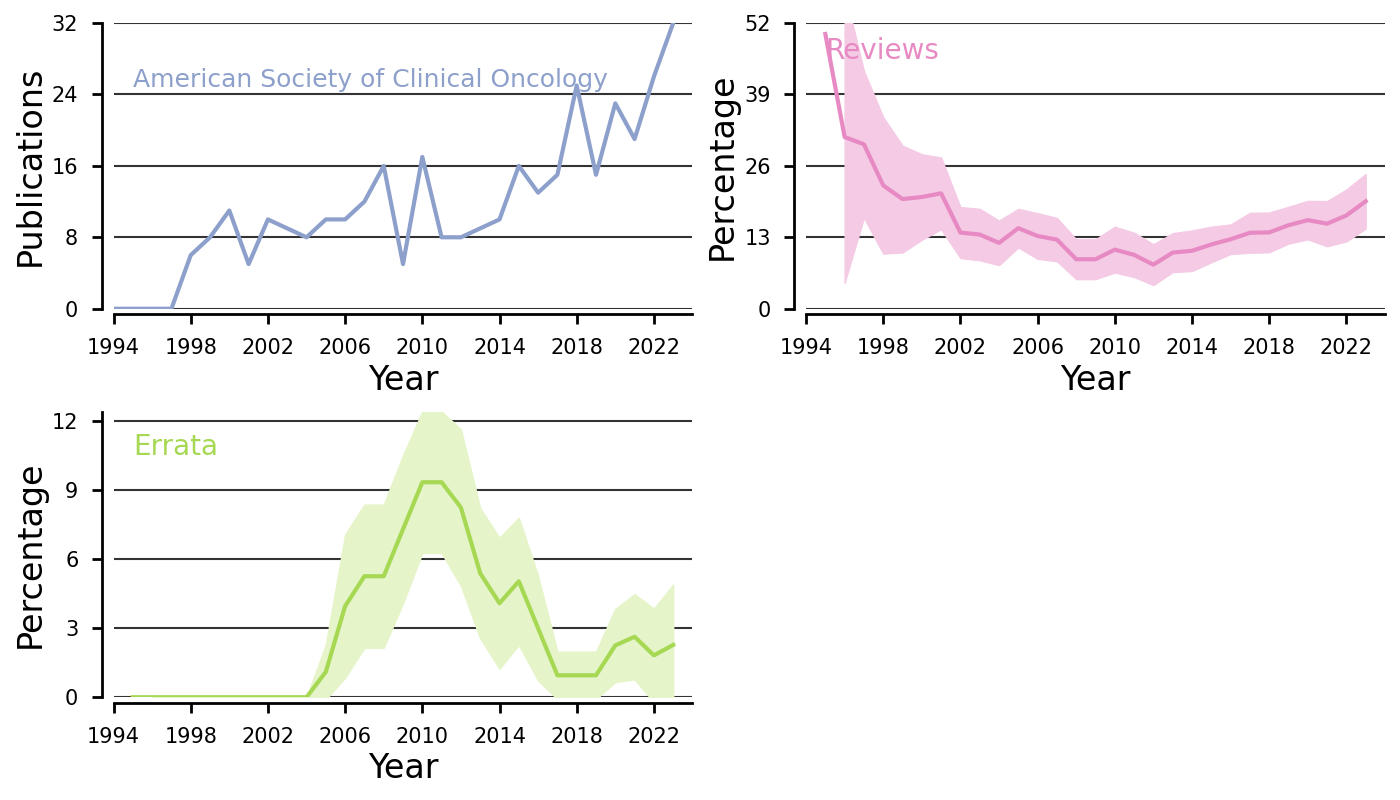 32
24
16
8
0
Publications
American Society of Clinical Oncology
1994 1998 2002 2006 2010 2014 2018 2022
Year
52
39
26
13
0
Percentage
Reviews
1994 1998 2002 2006 2010 2014 2018 2022
Year
12
9
6
3
0
Percentage
Errata
1994 1998 2002 2006 2010 2014 2018 2022
Year